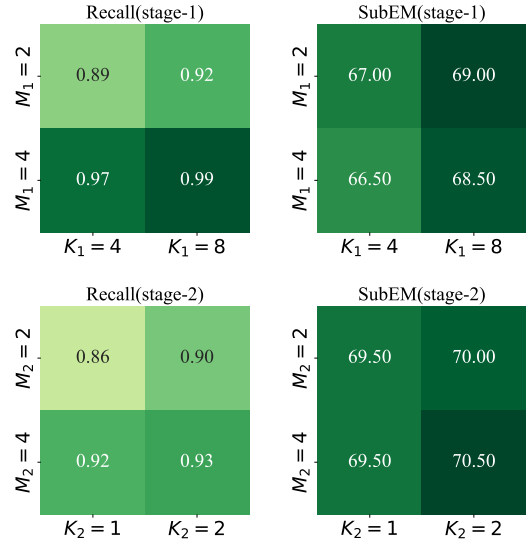 Recall(stage-1)
M₁ = 2
0.89 0.92
M₁ = 4
0.97 0.99
K₁ = 4 K₁ = 8
SubEM(stage-1)
M₁ = 2
67.00 69.00
M₁ = 4
66.50 68.50
K₁ = 4 K₁ = 8
Recall(stage-2)
M₂ = 2
0.86 0.90
M₂ = 4
0.92 0.93
K₂ = 1 K₂ = 2
SubEM(stage-2)
M₂ = 2
69.50 70.00
M₂ = 4
69.50 70.50
K₂ = 1 K₂ = 2